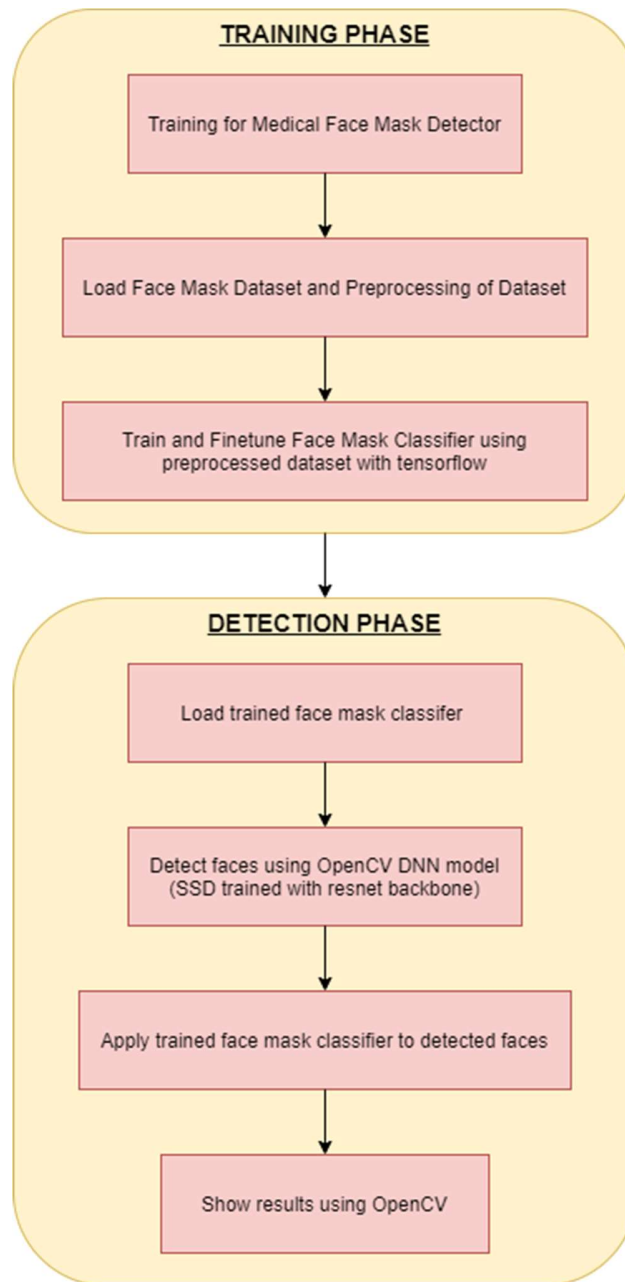 TRAINING PHASE
Training for Medical Face Mask Detector
Load Face Mask Dataset and Preprocessing of Dataset
Train and Finetune Face Mask Classifier using
preprocessed dataset with tensorflow
DETECTION PHASE
Load trained face mask classifer
Detect faces using OpenCV DNN model
(SSD trained with resnet backbone)
Apply trained face mask classifier to detected faces
Show results using OpenCV